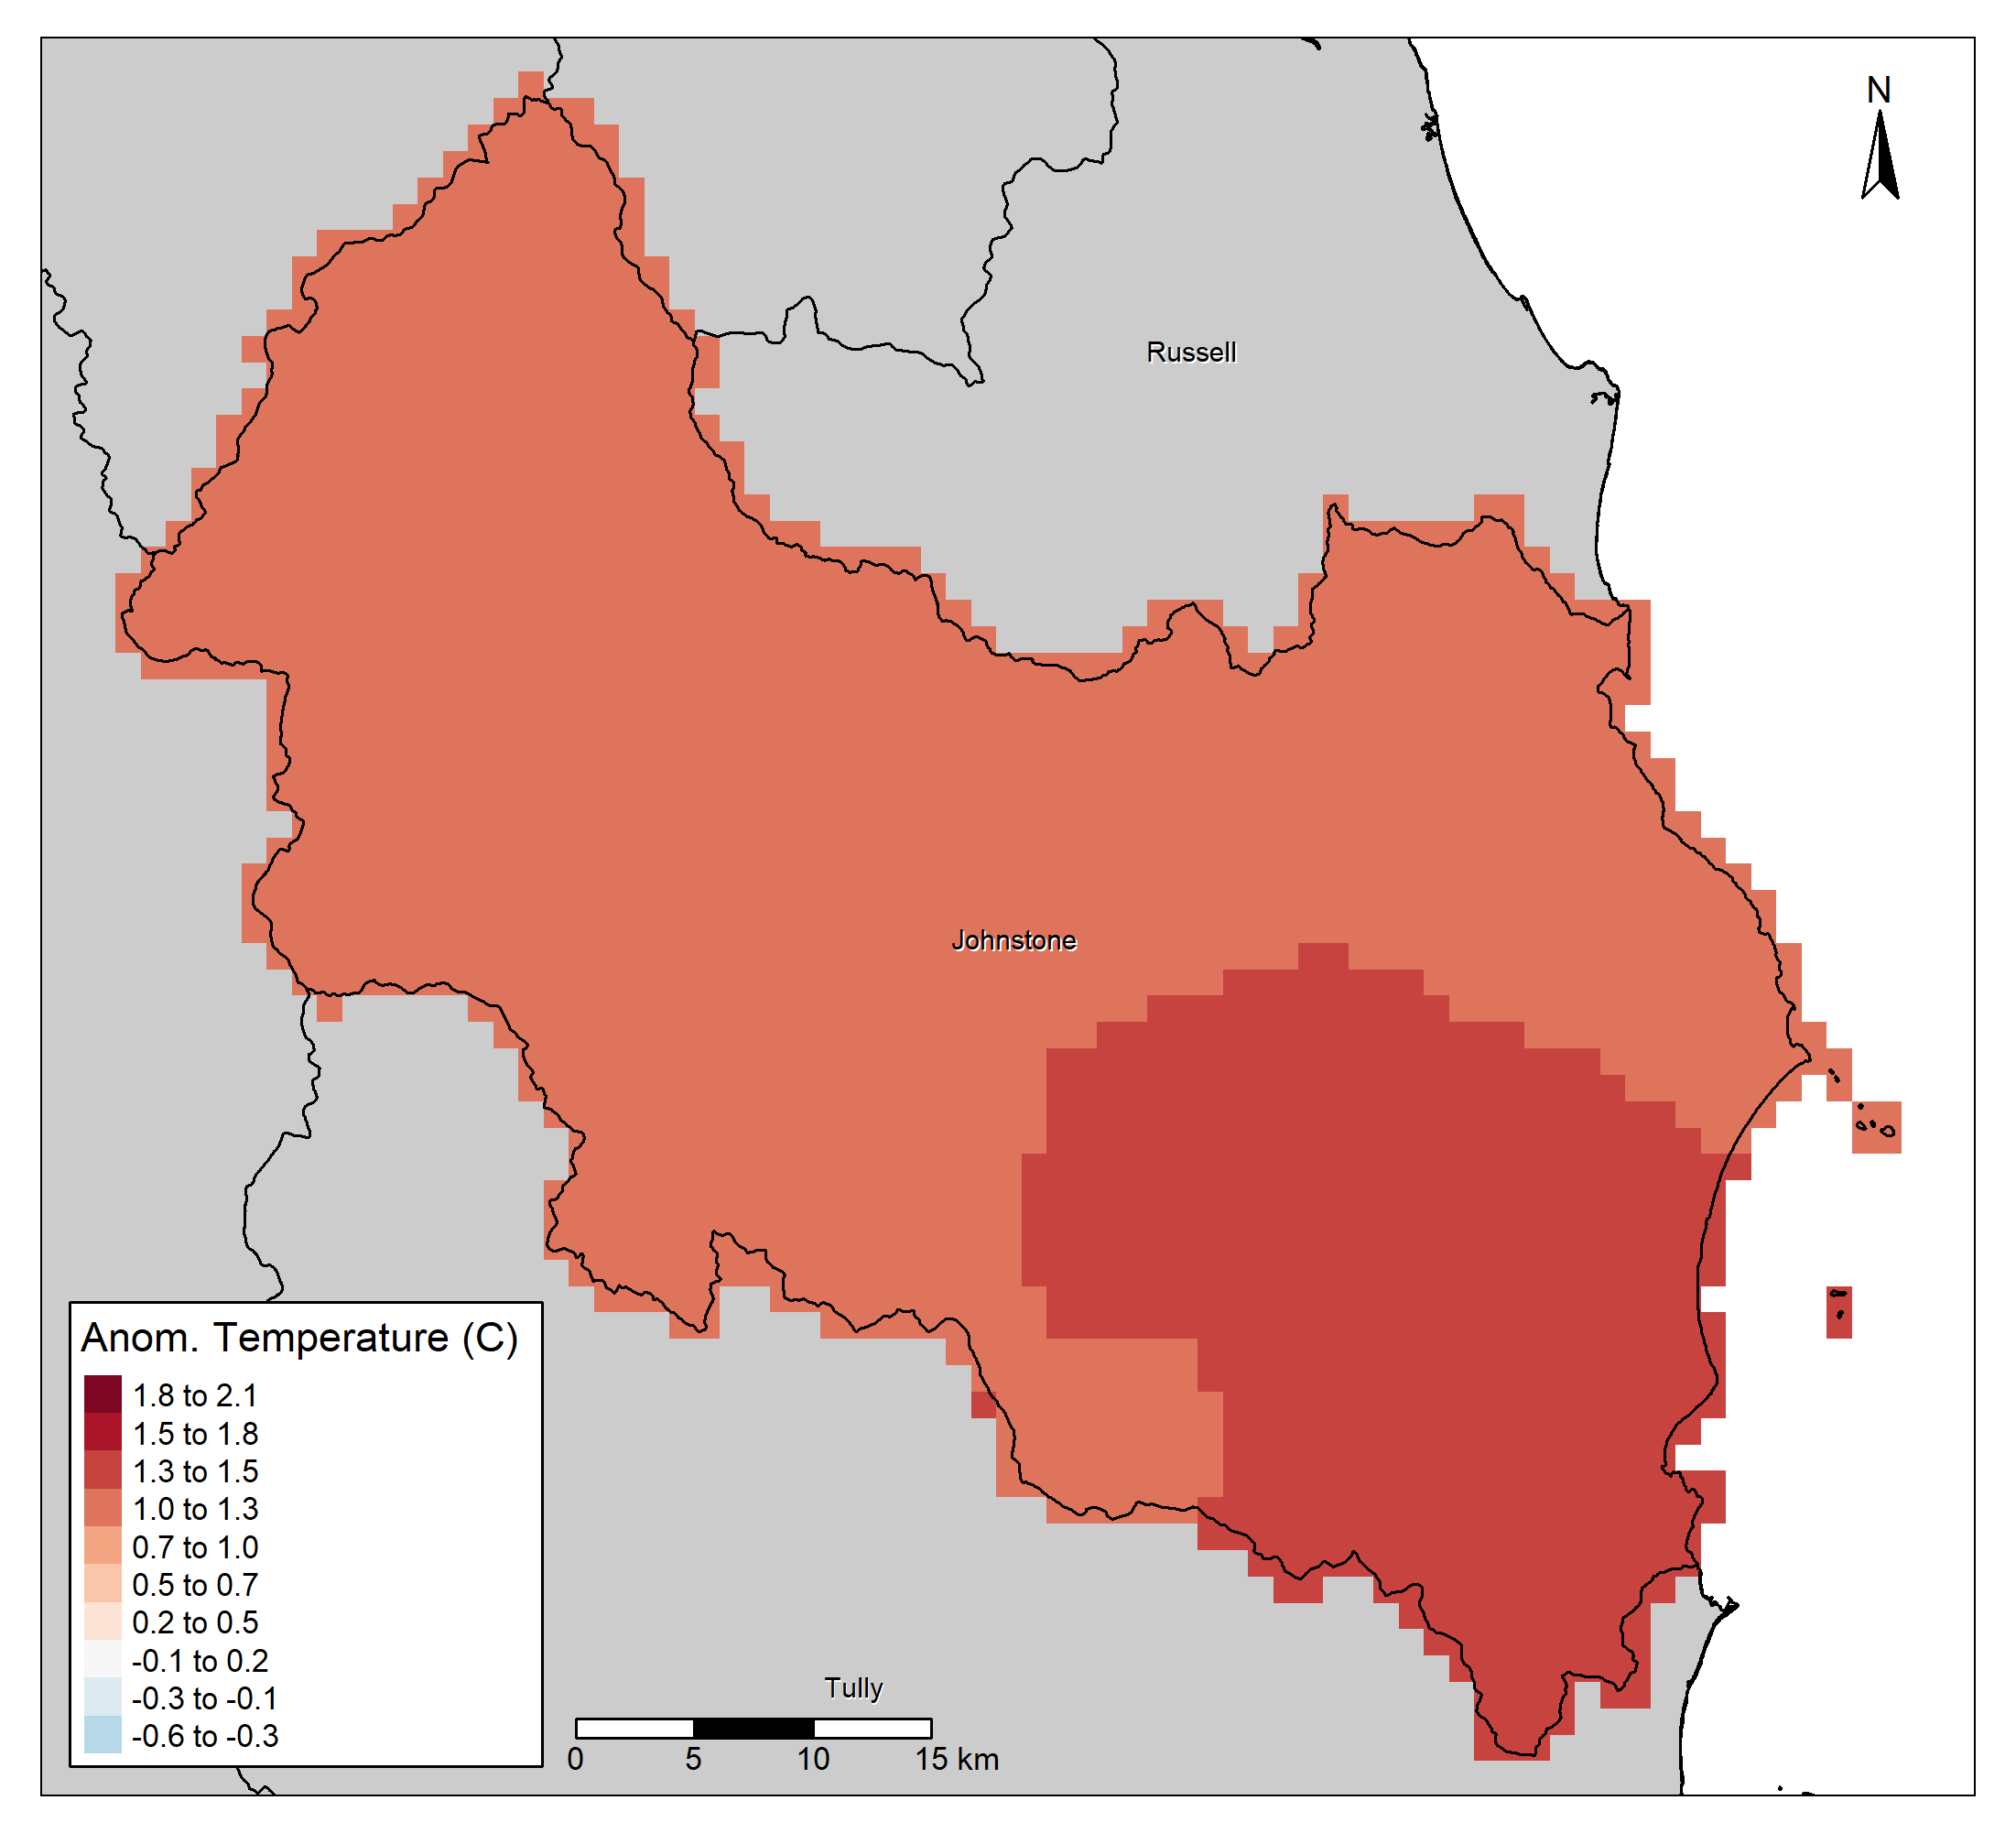 N
Russell
Johnstone
Anom. Temperature (C)
1.8 to 2.1
1.5 to 1.8
1.3 to 1.5
1.0 to 1.3
0.7 to 1.0
0.5 to 0.7
0.2 to 0.5
-0.1 to 0.2
-0.3 to -0.1
-0.6 to -0.3
Tully
0 5 10 15 km